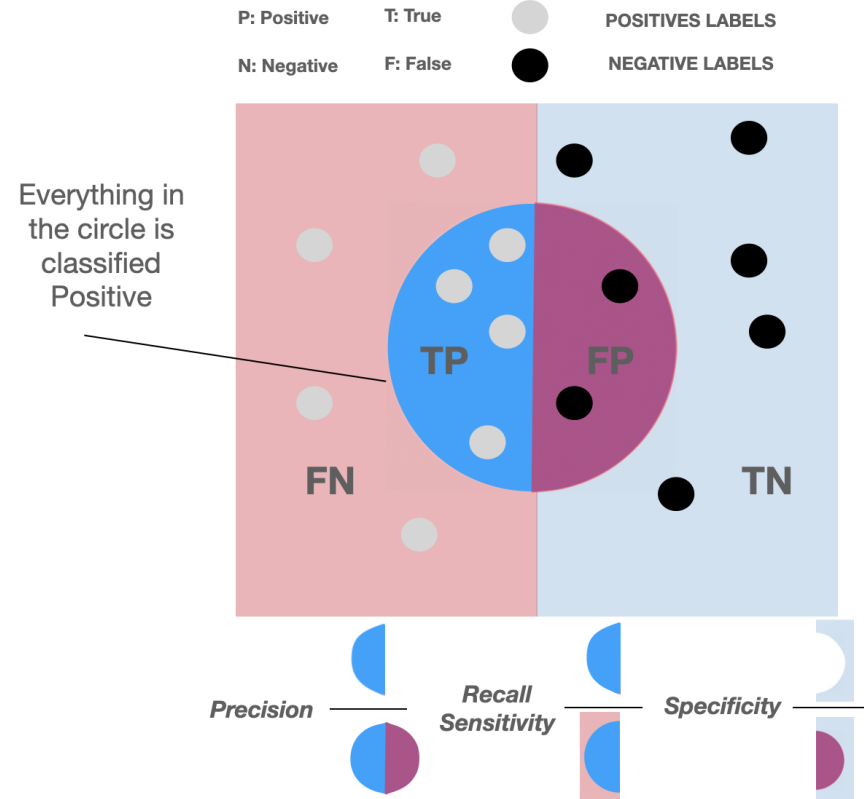 P: Positive
T: True
POSITIVES LABELS
N: Negative
F: False
NEGATIVE LABELS
Everything in
the circle is
classified
Positive
TP
FP
FN
TN
Precision
Recall
Sensitivity
Specificity